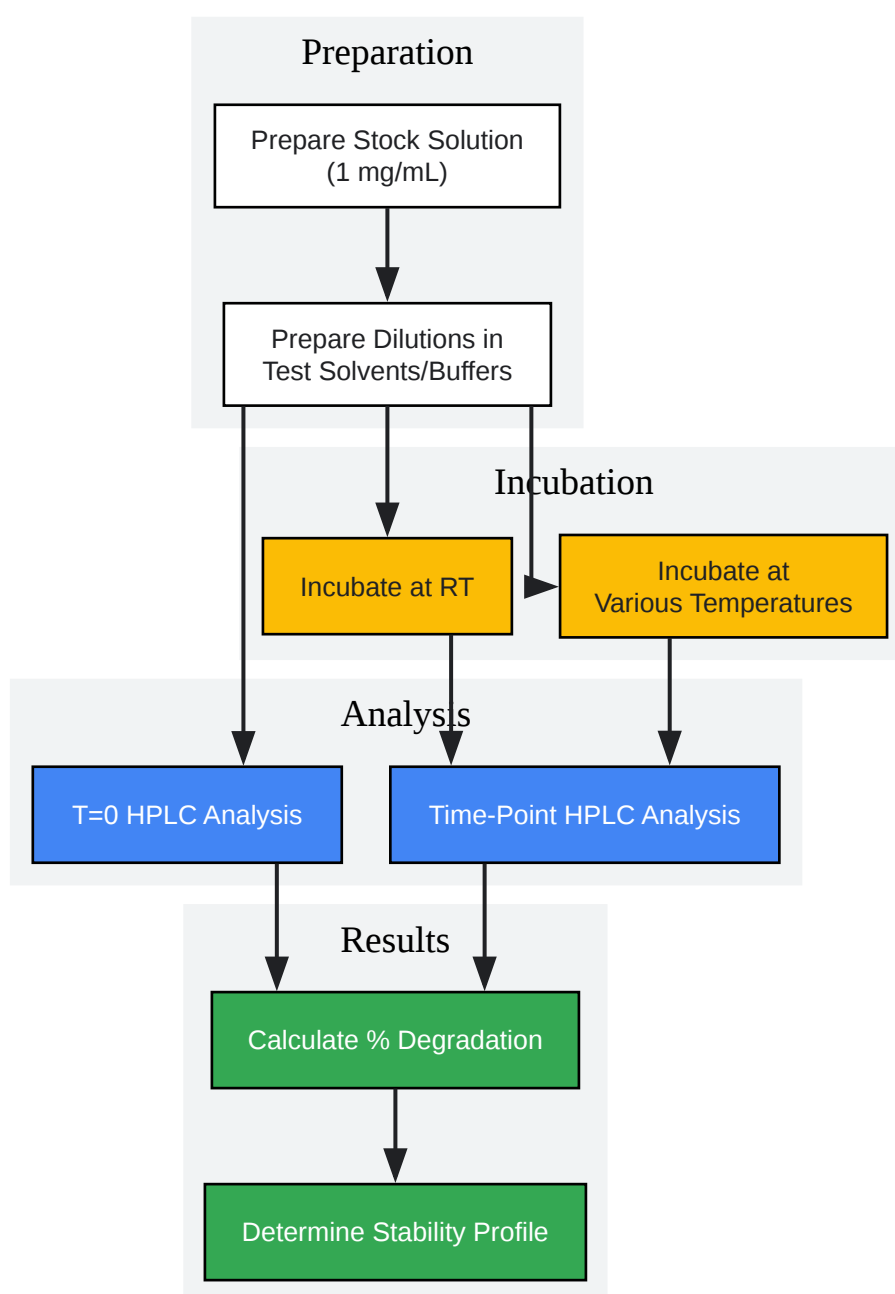 Preparation
Prepare Stock Solution
(1 mg/mL)
Prepare Dilutions in
Test Solvents/Buffers
Incubation
Incubate at RT
Incubate at
Various Temperatures
Analysis
T=0 HPLC Analysis
Time-Point HPLC Analysis
Results
Calculate % Degradation
Determine Stability Profile